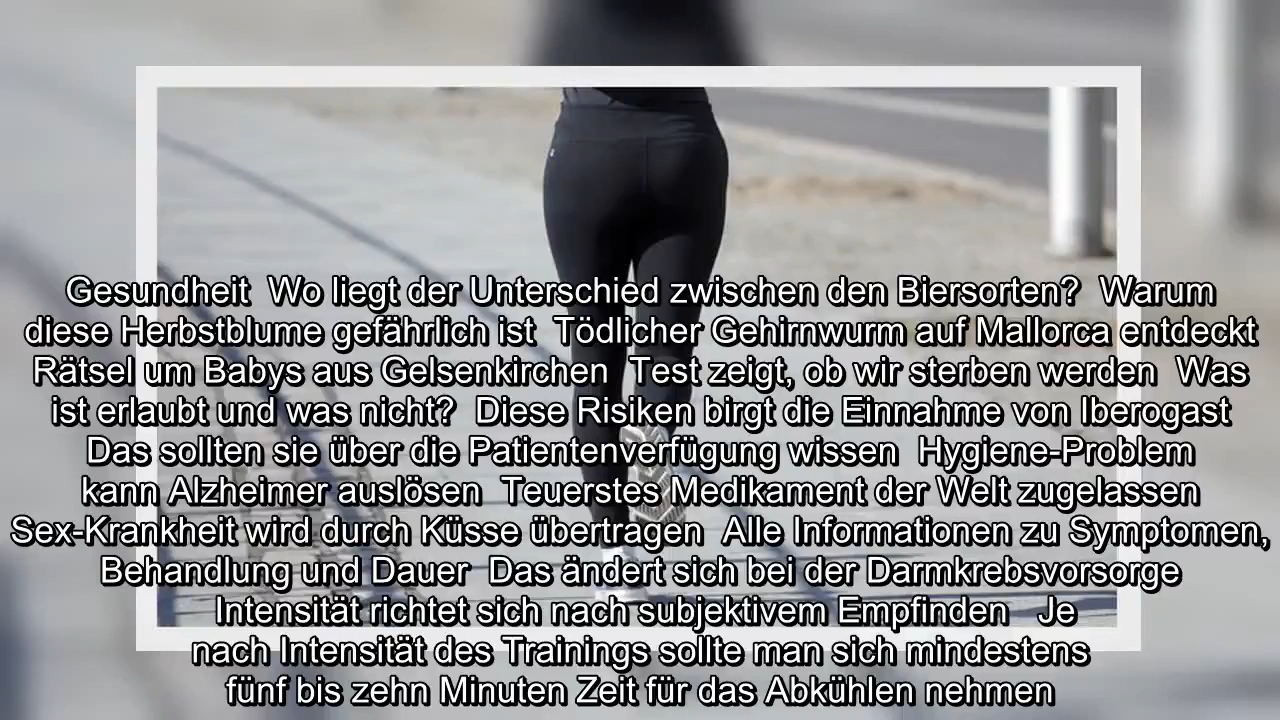 Gesundheit  Wo liegt der Unterschied zwischen den Biersorten?  Warum
diese Herbstblume gefährlich ist  Tödlicher Gehirnwurm auf Mallorca entdeckt
Rätsel um Babys aus Gelsenkirchen  Test zeigt, ob wir sterben werden  Was
ist erlaubt und was nicht?  Diese Risiken birgt die Einnahme von Iberogast
Das sollten sie über die Patientenverfügung wissen  Hygiene-Problem
kann Alzheimer auslösen  Teuerstes Medikament der Welt zugelassen
Sex-Krankheit wird durch Küsse übertragen  Alle Informationen zu Symptomen,
Behandlung und Dauer  Das ändert sich bei der Darmkrebsvorsorge
Intensität richtet sich nach subjektivem Empfinden   Je
nach Intensität des Trainings sollte man sich mindestens
fünf bis zehn Minuten Zeit für das Abkühlen nehmen